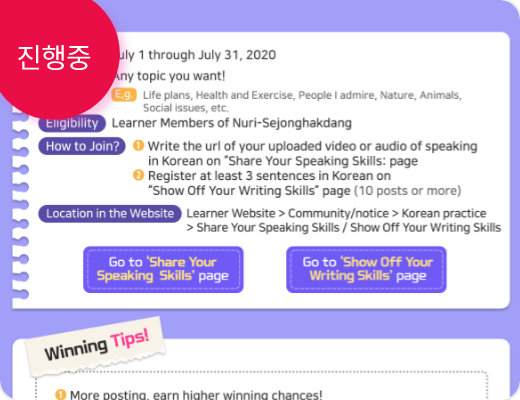 진행중
July 1 through July 31, 2020
Any topic you want!
E,g. Life plans, Health and Exercise, People I admire, Nature, Animals,
Social issues, etc.
Eligibility Learner Members of Nuri-Sejonghakdang
How to Join? 1 Write the url of your uploaded video or audio of speaking
in Korean on “Share Your Speaking Skills: page
2 Register at least 3 sentences in Korean on
“Show Off Your Writing Skills” page (10 posts or more)
Location in the Website Learner Website > Community/notice > Korean practice
> Share Your Speaking Skills / Show Off Your Writing Skills
Go to ‘Share Your
Speaking Skills’ page
Go to ‘Show Off Your
Writing Skills’ page
Winning Tips!
1 More posting, earn higher winning chances!